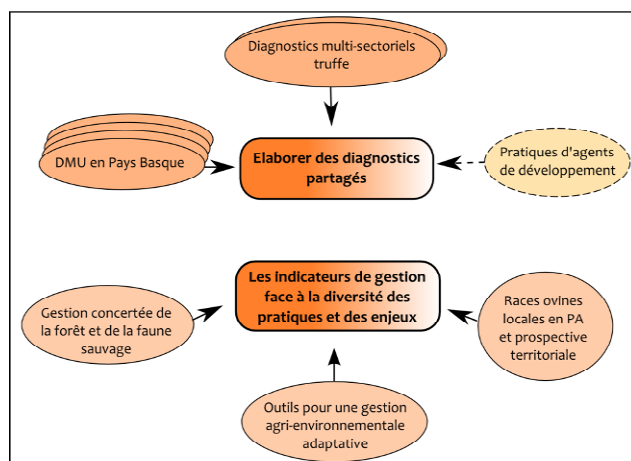 Diagnostics multi-sectoriels
truffe
DMU en Pays Basque
Elaborer des diagnostics
partagés
Pratiques d'agents
de développement
Les indicateurs de gestion
face à la diversité des
pratiques et des enjeux
Gestion concertée de
la forêt et de la faune
sauvage
Races ovines
locales en PA
et prospective
territoriale
Outils pour une gestion
agri-environnementale
adaptative